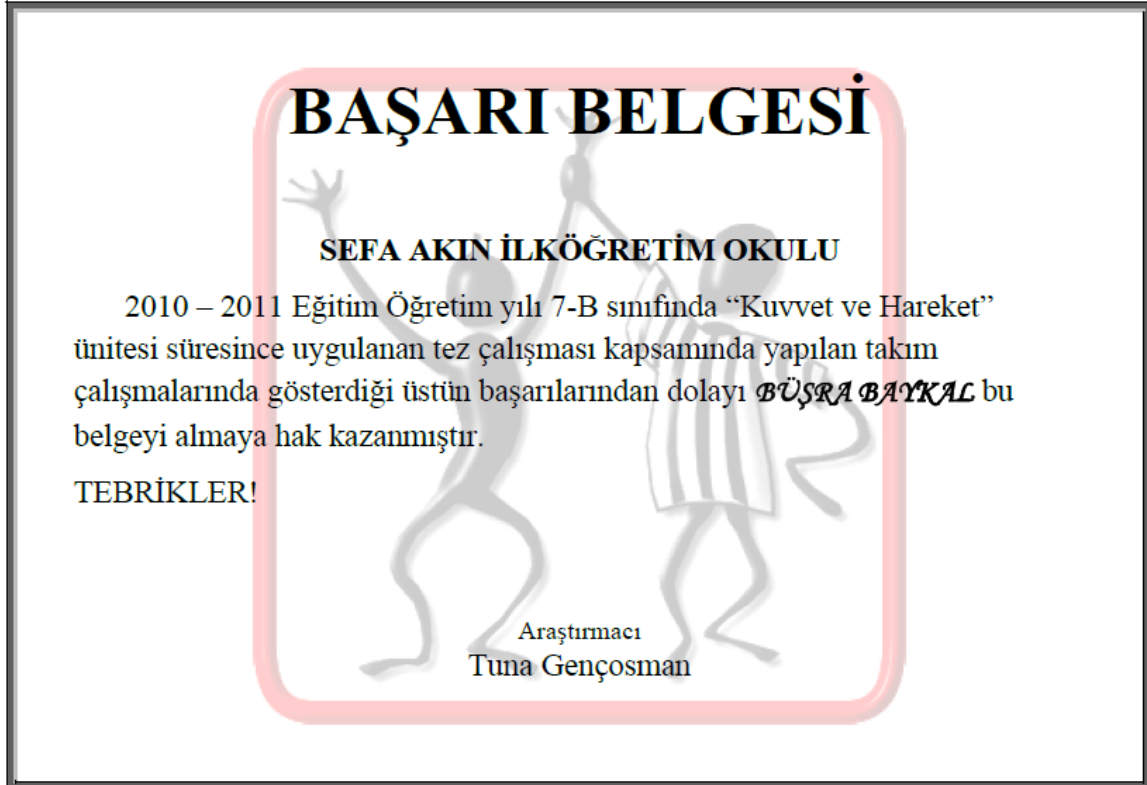 BAŞARI BELGESİ
SEFA AKIN İLKÖĞRETİM OKULU
2010 – 2011 Eğitim Öğretim yılı 7-B sınıfında “Kuvvet ve Hareket”
ünitesi süresince uygulanan tez çalışması kapsamında yapılan takım
çalışmalarında gösterdiği üstün başarılarından dolayı BÜŞRA BAYKAL bu
belgeyi almaya hak kazanmıştır.
TEBRİKLER!
Araştırmacı
Tuna Gençosman